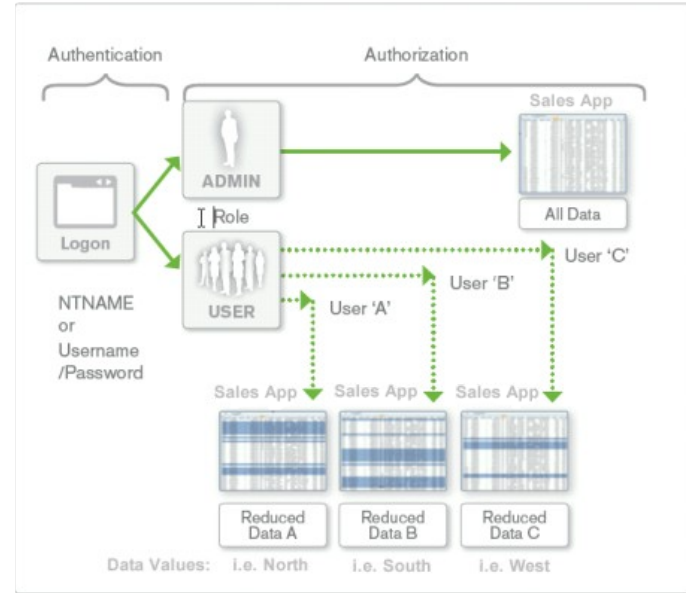 Authentication
Authorization
Sales App
ADMIN
All Data
Logon
Role
User 'C'
User 'B'
USER
User 'A'
NTNAME
or
Username
/Password
Sales App
Sales App
Sales App
Reduced
Data A
Reduced
Data B
Reduced
Data C
Data Values:
i.e. North
i.e. South
i.e. West